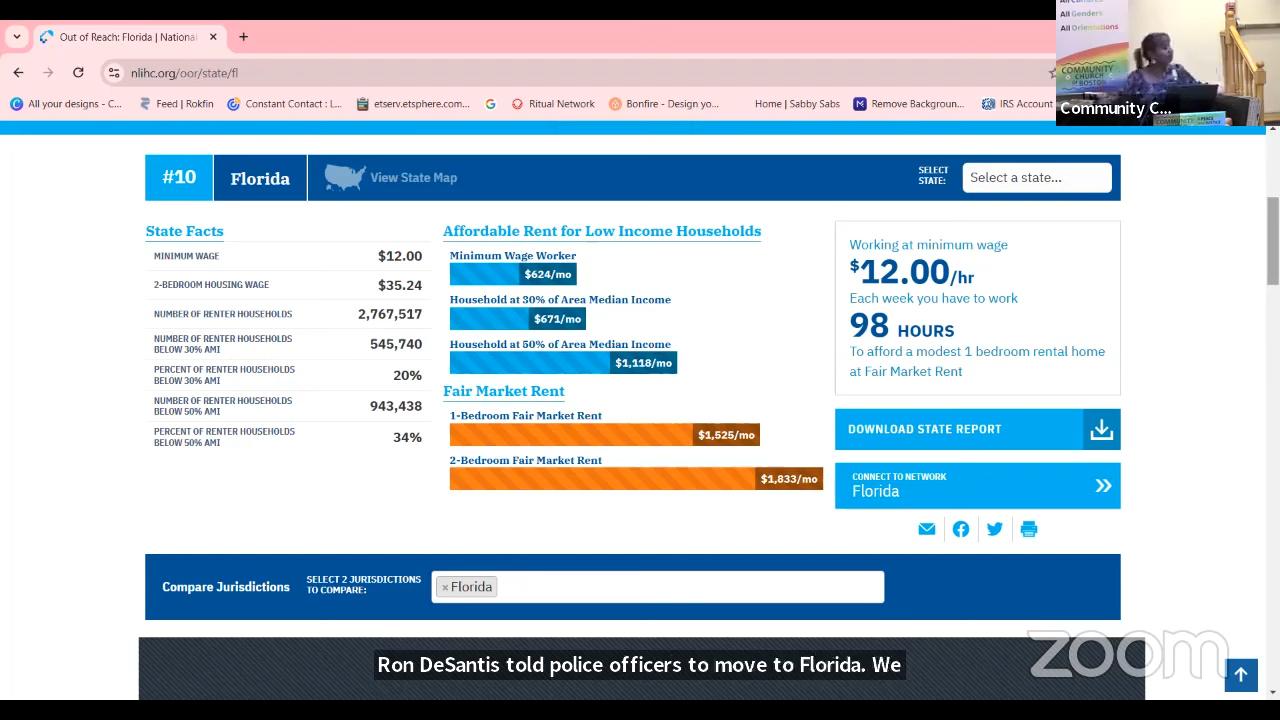 Out of Reach: Florida | National
nlihc.org/oor/state/fl
All your designs - C...
Feed | Rokfin
Constant Contact : L...
etserv.etsphere.com...
Ritual Network
Bonfire - Design yo...
Home | Sabby Sabs
Remove Backgroun...
IRS Account
All Genders
All Orientations
COMMUNITY
CHURCH
OF BOSTON
Community C...
#10
Florida
View State Map
SELECT
STATE:
Select a state...
State Facts
MINIMUM WAGE
$12.00
2-BEDROOM HOUSING WAGE
$35.24
NUMBER OF RENTER HOUSEHOLDS
2,767,517
NUMBER OF RENTER HOUSEHOLDS
BELOW 30% AMI
545,740
PERCENT OF RENTER HOUSEHOLDS
BELOW 30% AMI
20%
NUMBER OF RENTER HOUSEHOLDS
BELOW 50% AMI
943,438
PERCENT OF RENTER HOUSEHOLDS
BELOW 50% AMI
34%
Affordable Rent for Low Income Households
Minimum Wage Worker
$624/mo
Household at 30% of Area Median Income
$671/mo
Household at 50% of Area Median Income
$1,118/mo
Fair Market Rent
1-Bedroom Fair Market Rent
$1,525/mo
2-Bedroom Fair Market Rent
$1,833/mo
Working at minimum wage
$12.00/hr
Each week you have to work
98 HOURS
To afford a modest 1 bedroom rental home
at Fair Market Rent
DOWNLOAD STATE REPORT
CONNECT TO NETWORK
Florida
Compare Jurisdictions
SELECT 2 JURISDICTIONS
TO COMPARE:
× Florida
Ron DeSantis told police officers to move to Florida. We
zoom